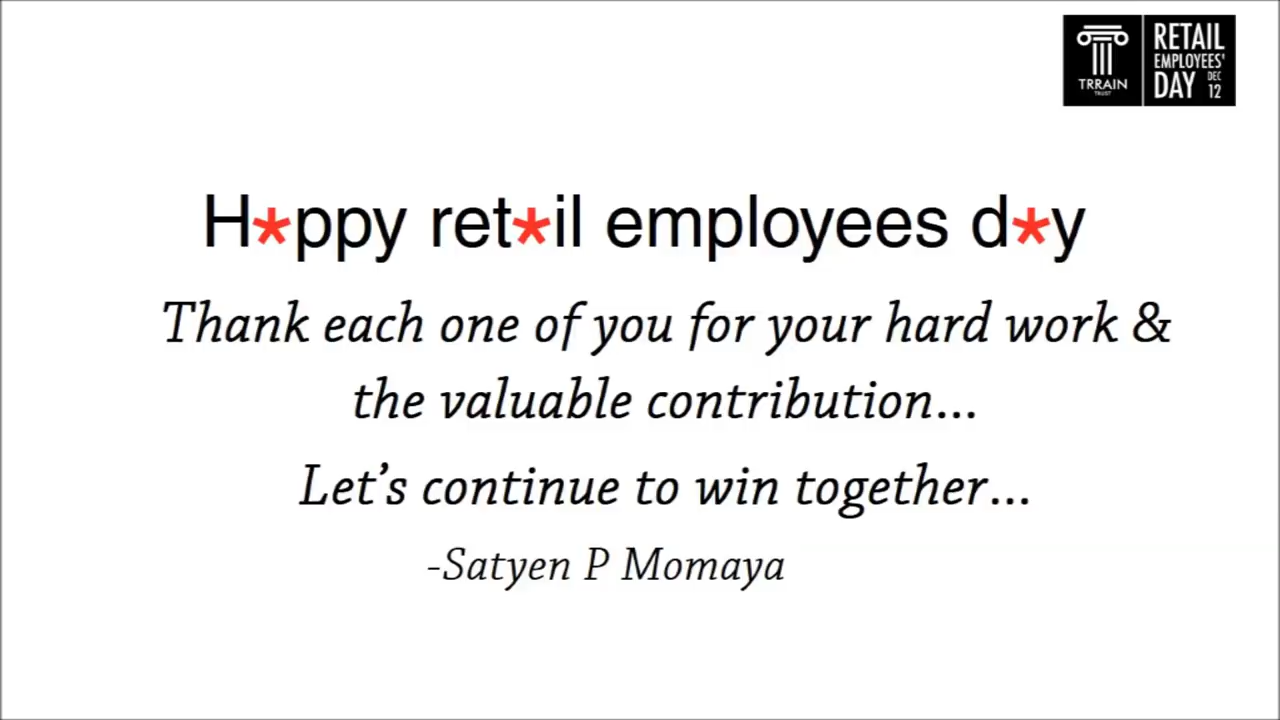 TRRAIN
TRUST
RETAIL
EMPLOYEES'
DAY DEC 12
H*ppy ret*il employees d*y
Thank each one of you for your hard work &
the valuable contribution...
Let's continue to win together...
-Satyen P Momaya